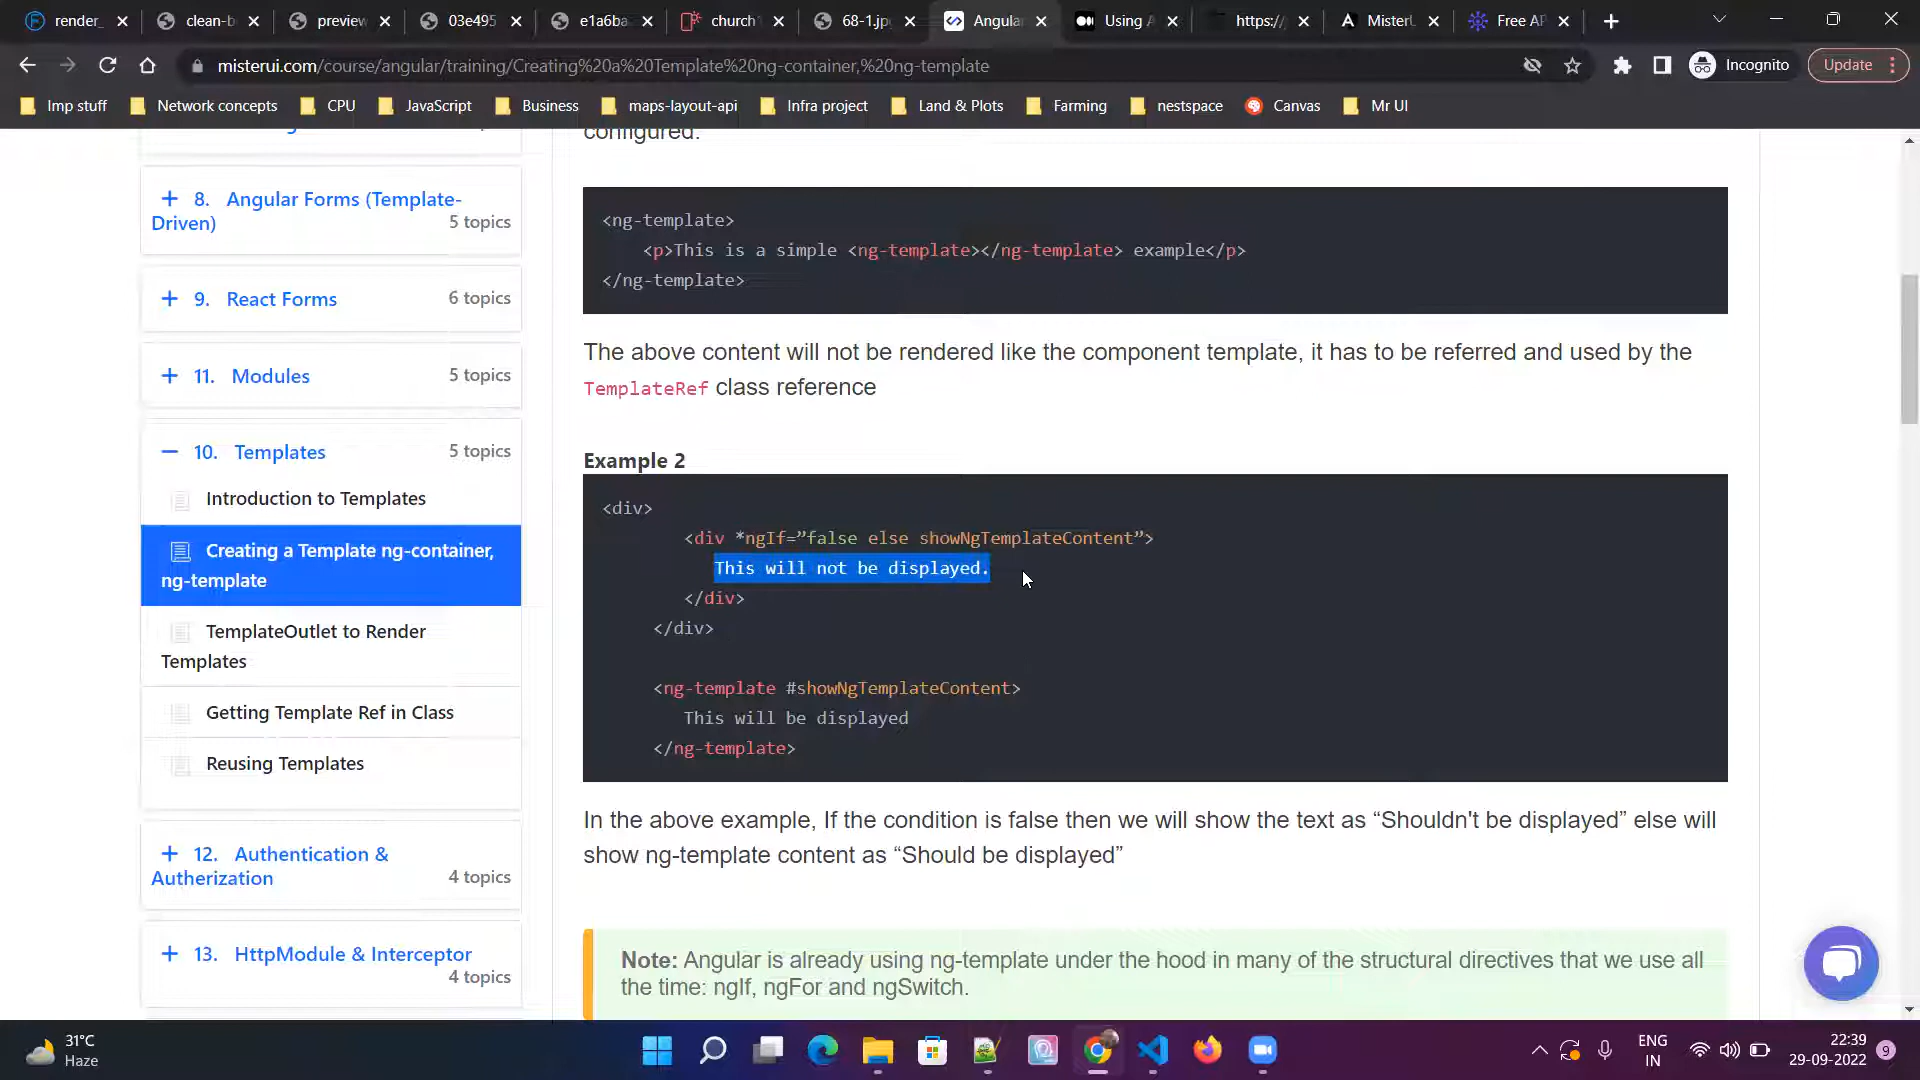 render_
clean-b
preview
03e495
e1a6ba
church
68-1.jp
Angular
Using A
https://
MisterU
Free AP
misterui.com/course/angular/training/Creating%20a%20Template%20ng-container,%20ng-template
Incognito
Update
Imp stuff
Network concepts
CPU
JavaScript
Business
maps-layout-api
Infra project
Land & Plots
Farming
nestspace
Canvas
Mr UI
8. Angular Forms (Template-
Driven)
5 topics
9. React Forms
6 topics
11. Modules
5 topics
10. Templates
5 topics
Introduction to Templates
Creating a Template ng-container,
ng-template
TemplateOutlet to Render
Templates
Getting Template Ref in Class
Reusing Templates
12. Authentication &
Autherization
4 topics
13. HttpModule & Interceptor
4 topics
configured.
<ng-template>
<p>This is a simple <ng-template></ng-template> example</p>
</ng-template>
The above content will not be rendered like the component template, it has to be referred and used by the
TemplateRef class reference
Example 2
<div>
<div *ngIf=”false else showNgTemplateContent”>
This will not be displayed.
</div>
</div>
<ng-template #showNgTemplateContent>
This will be displayed
</ng-template>
In the above example, If the condition is false then we will show the text as “Shouldn't be displayed” else will
show ng-template content as “Should be displayed”
Note: Angular is already using ng-template under the hood in many of the structural directives that we use all
the time: ngIf, ngFor and ngSwitch.
31°C
Haze
ENG
IN
22:39
29-09-2022
9